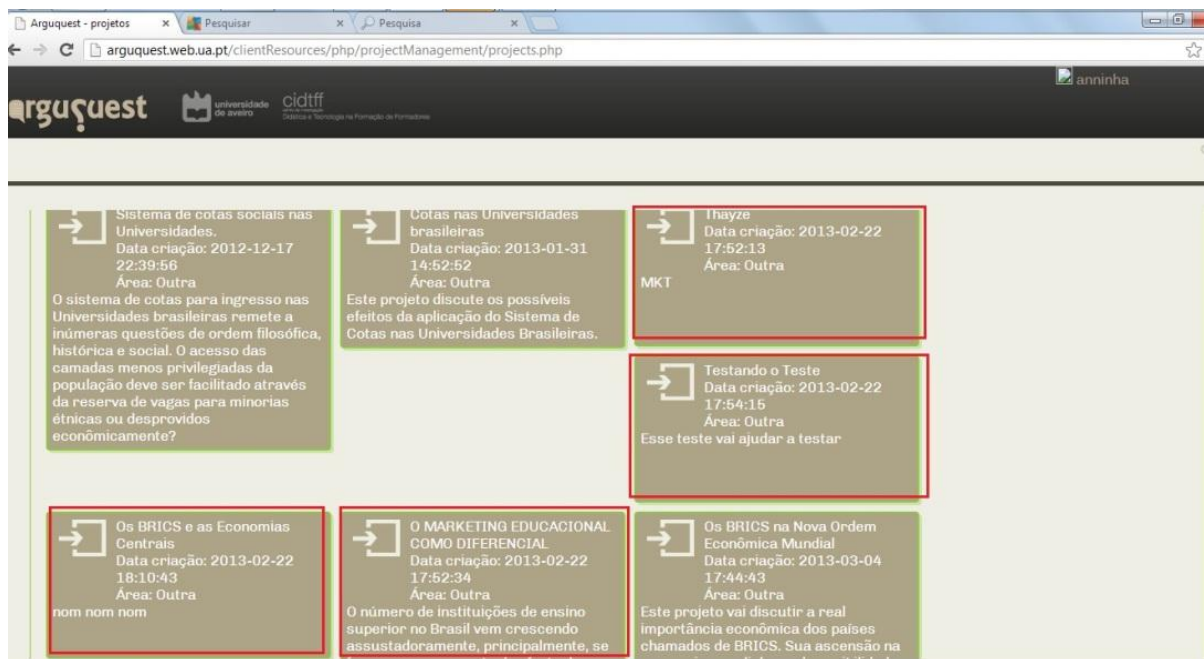 Arguquest - projetos
Pesquisar
Pesquisa
arguquest.web.ua.pt/clientResources/php/projectManagement/projects.php
anninha
arguquest
universidade
de aveiro
cidtff
Didática e Tecnologia na Formação de Formadores
Sistema de cotas sociais nas
Universidades.
Data criação: 2012-12-17
22:39:56
Área: Outra
O sistema de cotas para ingresso nas
Universidades brasileiras remete a
inúmeras questões de ordem filosófica,
histórica e social. O acesso das
camadas menos privilegiadas da
população deve ser facilitado através
da reserva de vagas para minorias
étnicas ou desprovidos
econômicamente?
Cotas nas Universidades
brasileiras
Data criação: 2013-01-31
14:52:52
Área: Outra
Este projeto discute os possíveis
efeitos da aplicação do Sistema de
Cotas nas Universidades Brasileiras.
Thayze
Data criação: 2013-02-22
17:52:13
Área: Outra
MKT
Testando o Teste
Data criação: 2013-02-22
17:54:15
Área: Outra
Esse teste vai ajudar a testar
Os BRICS e as Economias
Centrais
Data criação: 2013-02-22
18:10:43
Área: Outra
nom nom nom
O MARKETING EDUCACIONAL
COMO DIFERENCIAL
Data criação: 2013-02-22
17:52:34
Área: Outra
O número de instituições de ensino
superior no Brasil vem crescendo
assustadoramente, principalmente, se
Os BRICS na Nova Ordem
Econômica Mundial
Data criação: 2013-03-04
17:44:43
Área: Outra
Este projeto vai discutir a real
importância econômica dos países
chamados de BRICS. Sua ascensão na